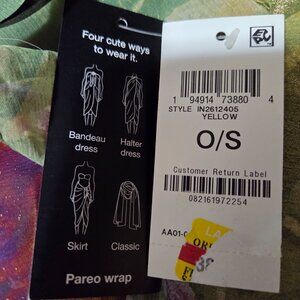 Four cute ways
to wear it.
Bandeau
dress
Halter
dress
Skirt
Classic
Pareo wrap
1 94914 73880 4
STYLE IN2612405
YELLOW
O/S
Customer Return Label
082161972254